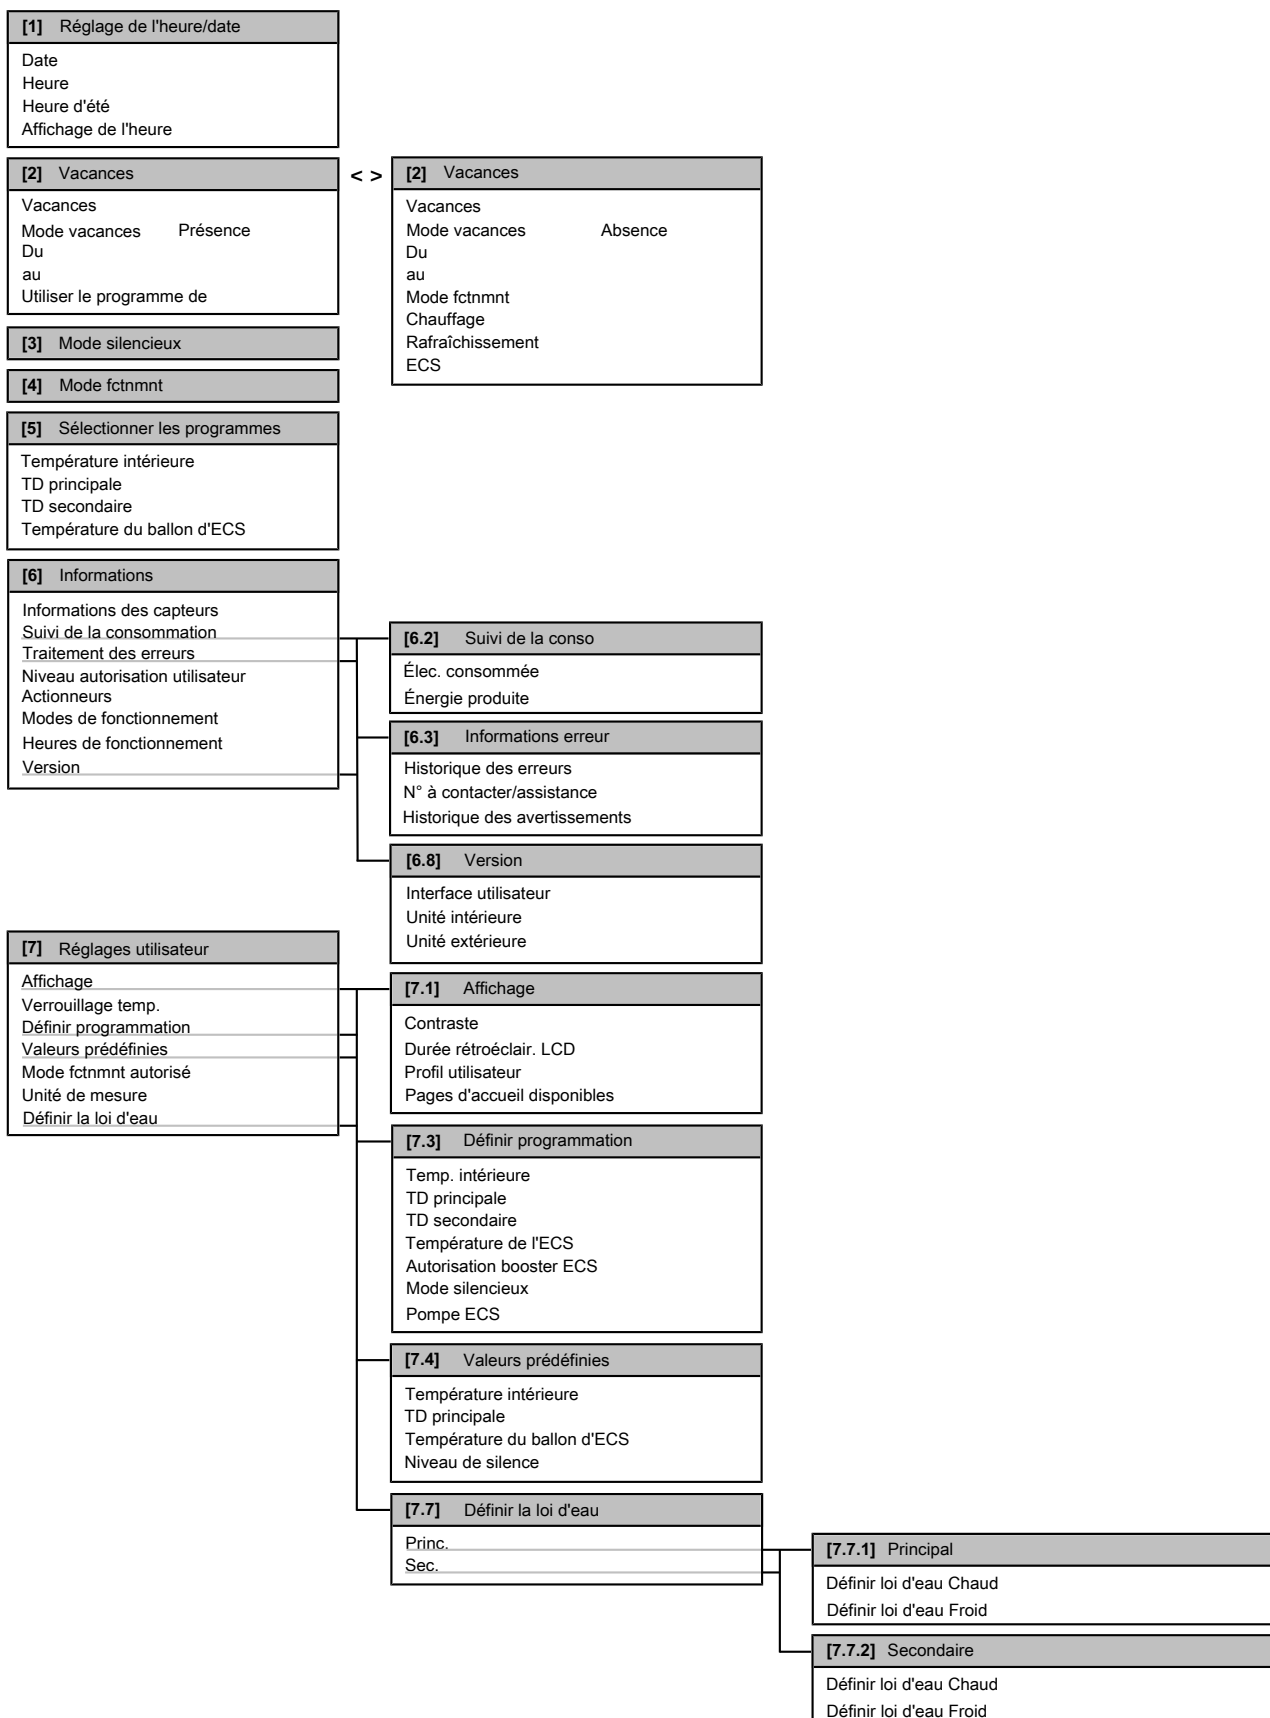 [1] Réglage de l'heure/date
Date
Heure
Heure d'été
Affichage de l'heure
[2] Vacances
Vacances
Mode vacances Présence
Du
au
Utiliser le programme de
< >
[2] Vacances
Vacances
Mode vacances Absence
Du
au
Mode fctnmnt
Chauffage
Rafraîchissement
ECS
[3] Mode silencieux
[4] Mode fctnmnt
[5] Sélectionner les programmes
Température intérieure
TD principale
TD secondaire
Température du ballon d'ECS
[6] Informations
Informations des capteurs
Suivi de la consommation
Traitement des erreurs
Niveau autorisation utilisateur
Actionneurs
Modes de fonctionnement
Heures de fonctionnement
Version
[6.2] Suivi de la conso
Élec. consommée
Énergie produite
[6.3] Informations erreur
Historique des erreurs
N° à contacter/assistance
Historique des avertissements
[6.8] Version
Interface utilisateur
Unité intérieure
Unité extérieure
[7] Réglages utilisateur
Affichage
Verrouillage temp.
Définir programmation
Valeurs prédéfinies
Mode fctnmnt autorisé
Unité de mesure
Définir la loi d'eau
[7.1] Affichage
Contraste
Durée rétroéclair. LCD
Profil utilisateur
Pages d'accueil disponibles
[7.3] Définir programmation
Temp. intérieure
TD principale
TD secondaire
Température de l'ECS
Autorisation booster ECS
Mode silencieux
Pompe ECS
[7.4] Valeurs prédéfinies
Température intérieure
TD principale
Température du ballon d'ECS
Niveau de silence
[7.7] Définir la loi d'eau
Princ.
Sec.
[7.7.1] Principal
Définir loi d'eau Chaud
Définir loi d'eau Froid
[7.7.2] Secondaire
Définir loi d'eau Chaud
Définir loi d'eau Froid